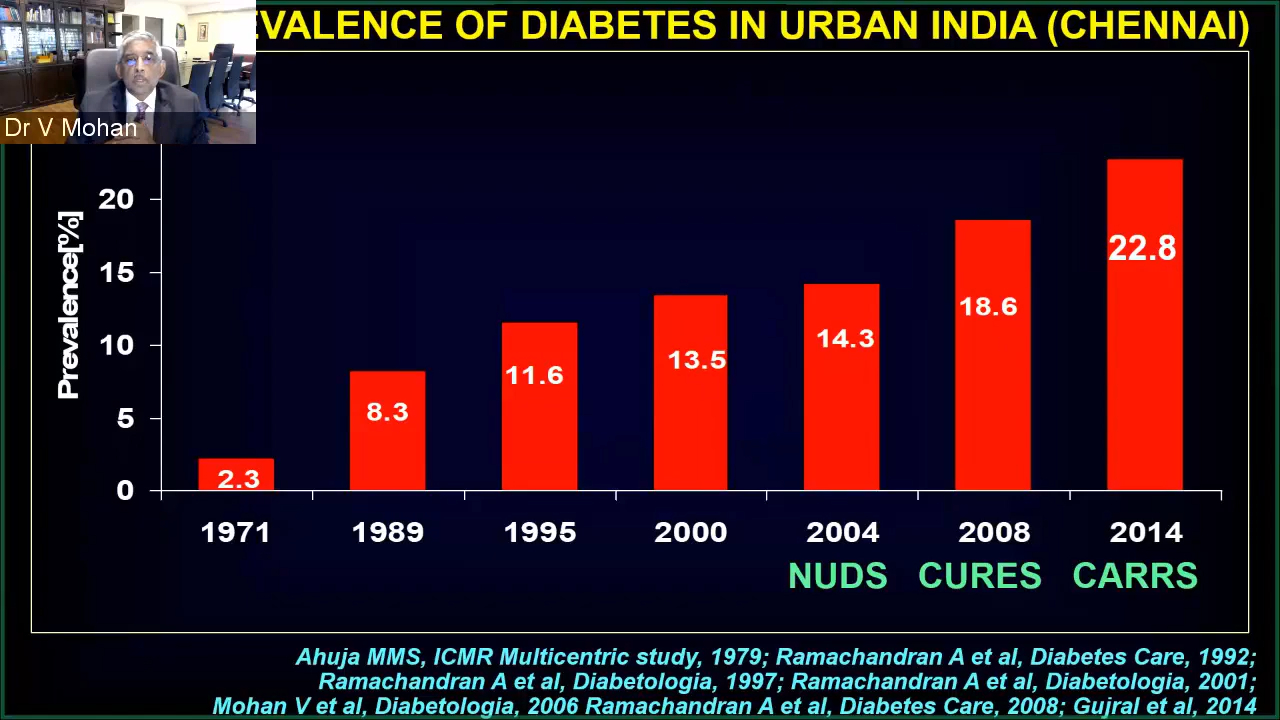 EVALENCE OF DIABETES IN URBAN INDIA (CHENNAI)
Dr V Mohan
Prevalence[%]
20
15
10
5
0
2.3
8.3
11.6
13.5
14.3
18.6
22.8
1971 1989 1995 2000 2004 2008 2014
NUDS CURES CARRS
Ahuja MMS, ICMR Multicentric study, 1979; Ramachandran A et al, Diabetes Care, 1992;
Ramachandran A et al, Diabetologia, 1997; Ramachandran A et al, Diabetologia, 2001;
Mohan V et al, Diabetologia, 2006 Ramachandran A et al, Diabetes Care, 2008; Gujral et al, 2014